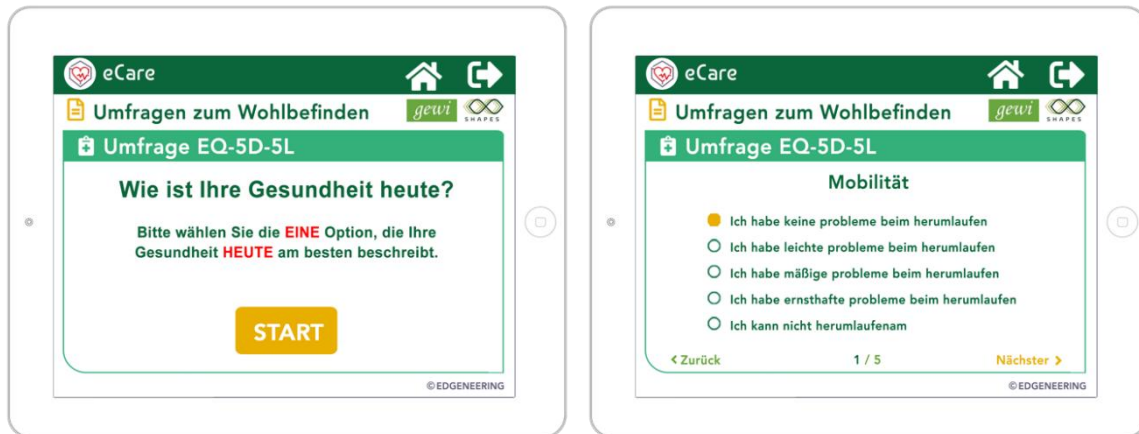 eCare
Umfragen zum Wohlbefinden
gewi
SHAPES
Umfrage EQ-5D-5L
Wie ist Ihre Gesundheit heute?
Bitte wählen Sie die EINE Option, die Ihre
Gesundheit HEUTE am besten beschreibt.
START
©EDGENEERING
eCare
Umfragen zum Wohlbefinden
gewi
SHAPES
Umfrage EQ-5D-5L
Mobilität
Ich habe keine probleme beim herumlaufen
Ich habe leichte probleme beim herumlaufen
Ich habe mäßige probleme beim herumlaufen
Ich habe ernsthafte probleme beim herumlaufen
Ich kann nicht herumlaufenam
< Zurück 1 / 5 Nächster >
©EDGENEERING